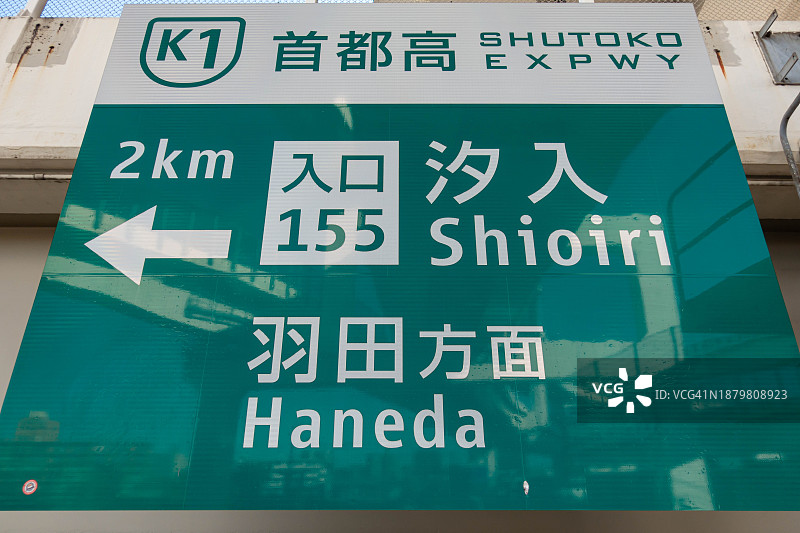 K1 首都高 SHUTOKO EXPWY
2km 入口 155 汐入 Shioiri
羽田方面
Haneda
VCG ID: VCG41N1879808923